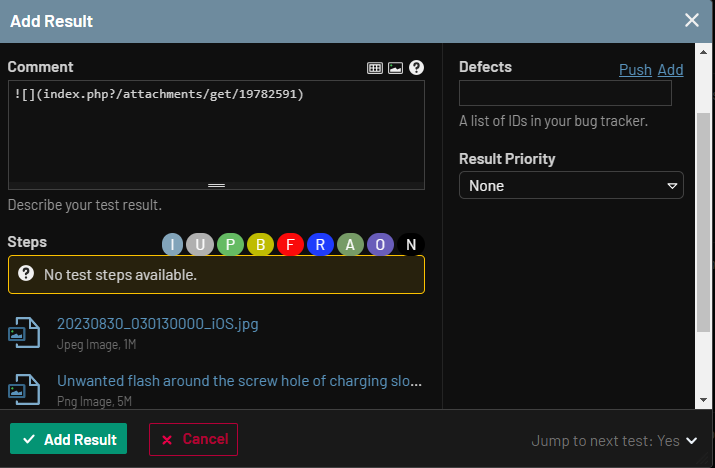 Add Result
Comment
![](index.php?/attachments/get/19782591)
Describe your test result.
Steps
I U P B F R A O N
No test steps available.
20230830_030130000_iOS.jpg
Jpeg Image, 1M
Unwanted flash around the screw hole of charging slo...
Png Image, 5M
Defects
Push Add
A list of IDs in your bug tracker.
Result Priority
None
Add Result
Cancel
Jump to next test: Yes